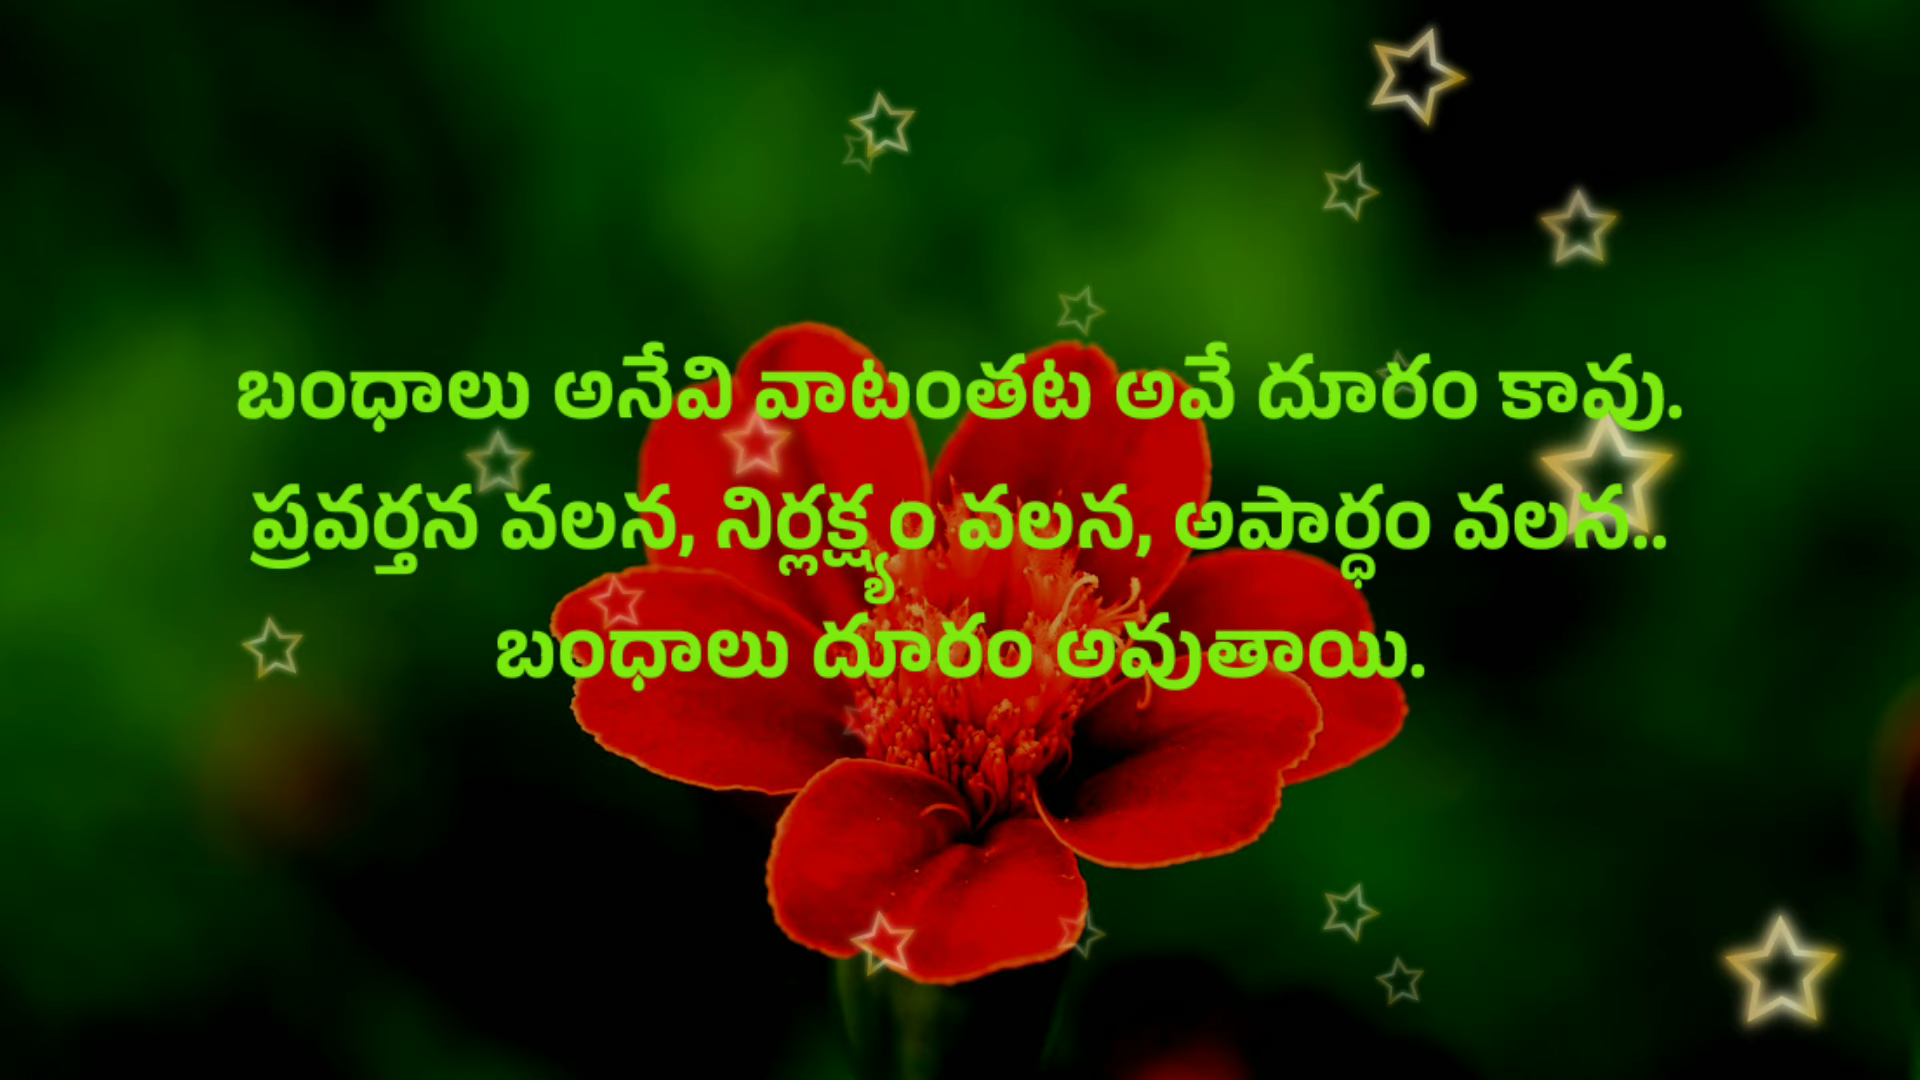 బంధాలు అనేవి వాటంతట అవే దూరం కావు.
ప్రవర్తన వలన, నిర్లక్ష్యం వలన, అపార్ధం వలన..
బంధాలు దూరం అవుతాయి.